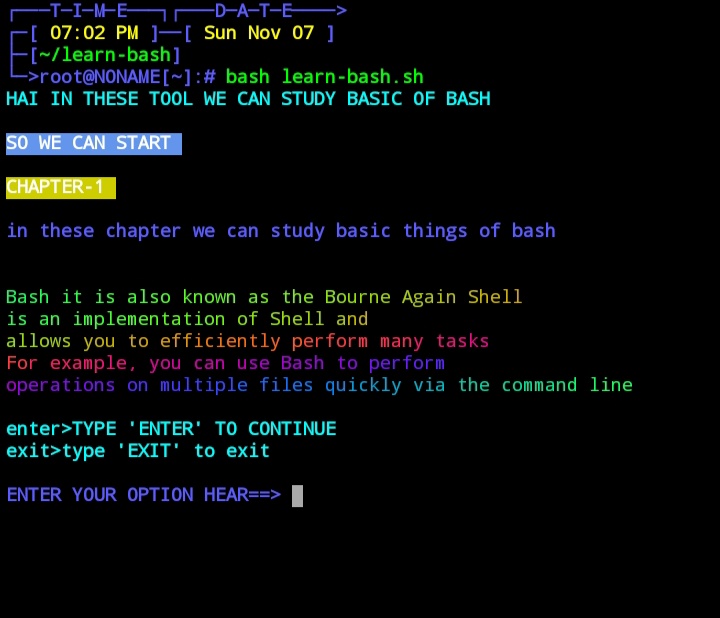 ┌───T─I─M─E───┐┌───D─A─T─E────>
┌─[ 07:02 PM ]──[ Sun Nov 07 ]
├─[~/learn-bash]
└─>root@NONAME[~]:# bash learn-bash.sh
HAI IN THESE TOOL WE CAN STUDY BASIC OF BASH
SO WE CAN START
CHAPTER-1
in these chapter we can study basic things of bash
Bash it is also known as the Bourne Again Shell
is an implementation of Shell and
allows you to efficiently perform many tasks
For example, you can use Bash to perform
operations on multiple files quickly via the command line
enter>TYPE 'ENTER' TO CONTINUE
exit>type 'EXIT' to exit
ENTER YOUR OPTION HEAR==>